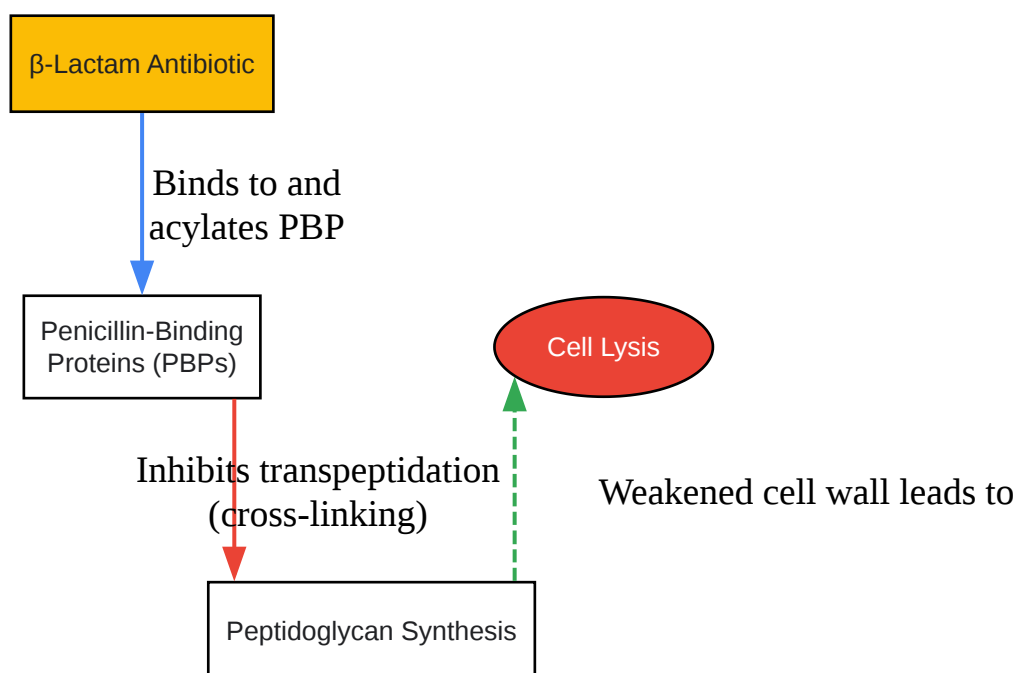 β-Lactam Antibiotic
Binds to and
acylates PBP
Penicillin-Binding
Proteins (PBPs)
Cell Lysis
Inhibits transpeptidation
(cross-linking)
Weakened cell wall leads to
Peptidoglycan Synthesis